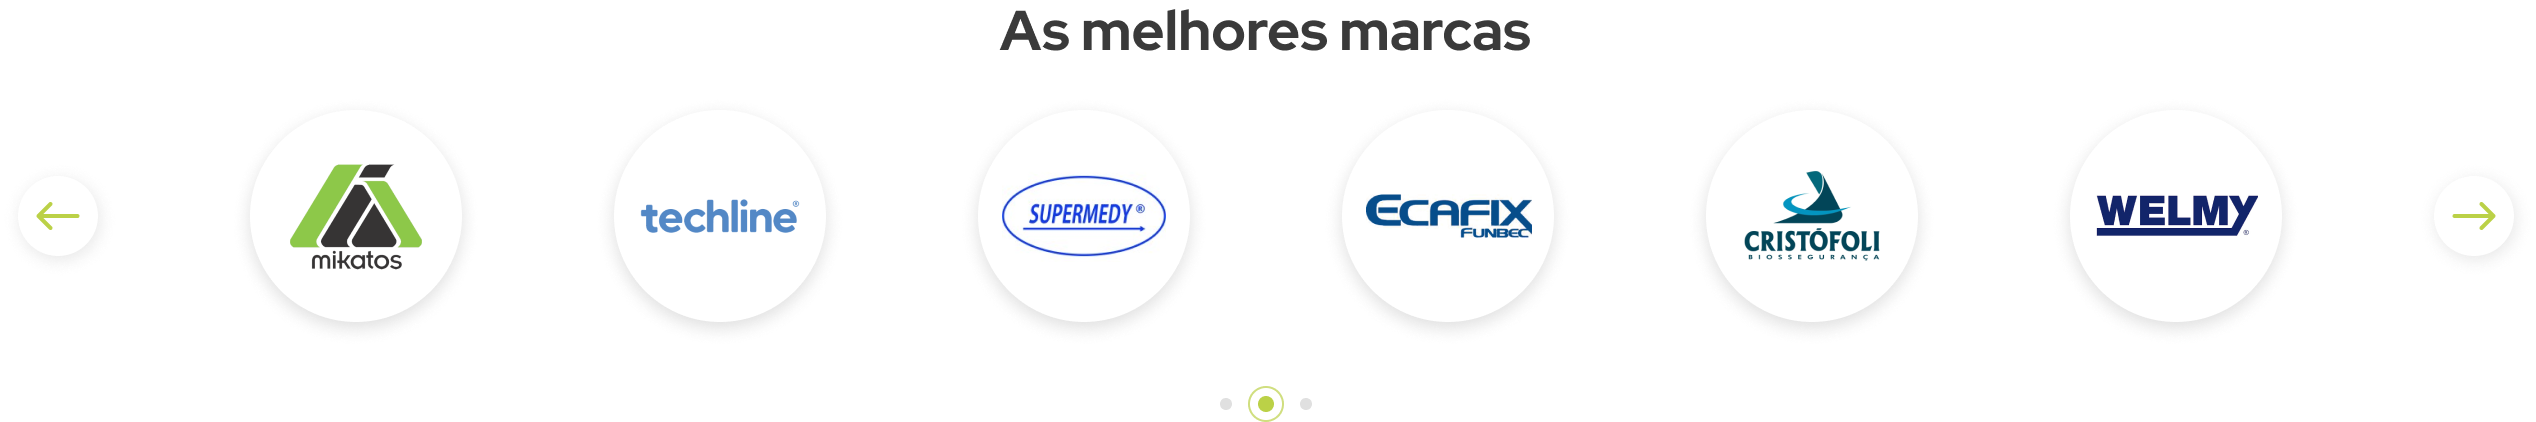 As melhores marcas
mikatos
techline®
SUPERMEDY®
ECAFIX
FUNBEC
CRISTÓFOLI
BIOSSEGURANÇA
WELMY®